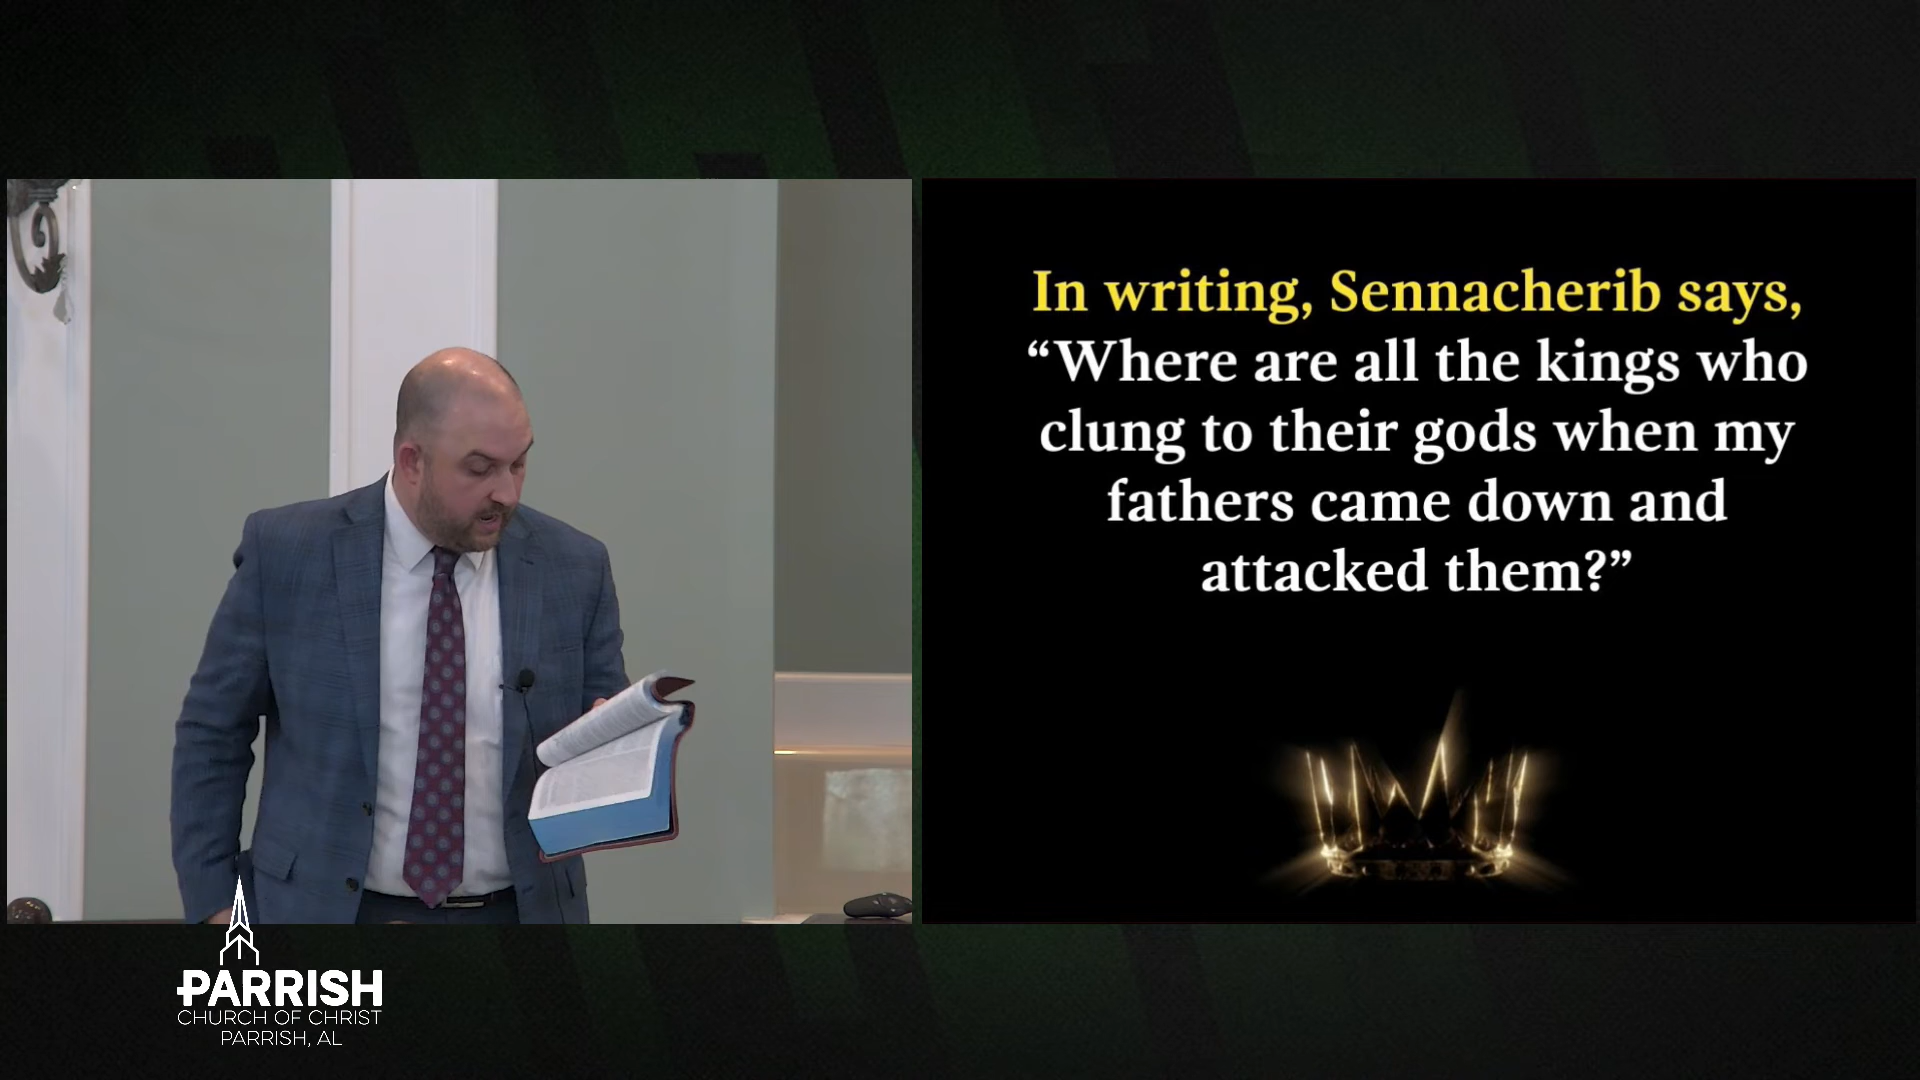 In writing, Sennacherib says,
“Where are all the kings who
clung to their gods when my
fathers came down and
attacked them?”
PARRISH
CHURCH OF CHRIST
PARRISH, AL